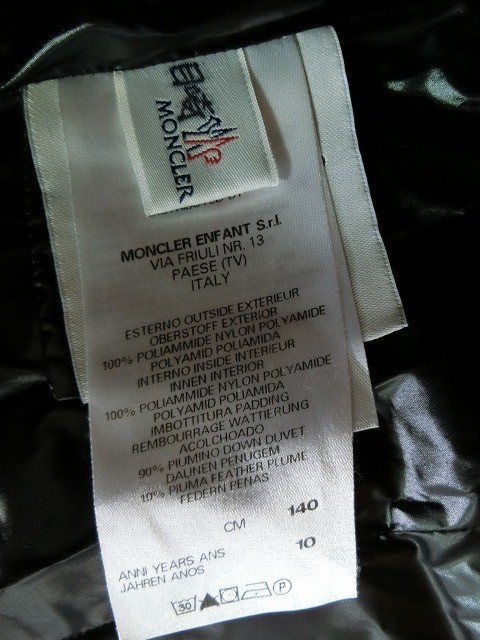 MONCLER
MONCLER ENFANT S.r.l.
VIA FRIULI NR. 13
PAESE (TV)
ITALY
ESTERNO OUTSIDE EXTERIEUR
OBERSTOFF EXTERIOR
100% POLIAMMIDE NYLON POLYAMIDE
POLYAMID POLIAMIDA
INTERNO INSIDE INTERIEUR
INNEN INTERIOR
100% POLIAMMIDE NYLON POLYAMIDE
POLYAMID POLIAMIDA
IMBOTTITURA PADDING
REMBOURRAGE WATTIERUNG
ACOLCHOADO
90% PIUMINO DOWN DUVET
DAUNEN PENUGEM
10% PIUMA FEATHER PLUME
FEDERN PENAS
CM 140
ANNI YEARS ANS 10
JAHREN ANOS
30 P